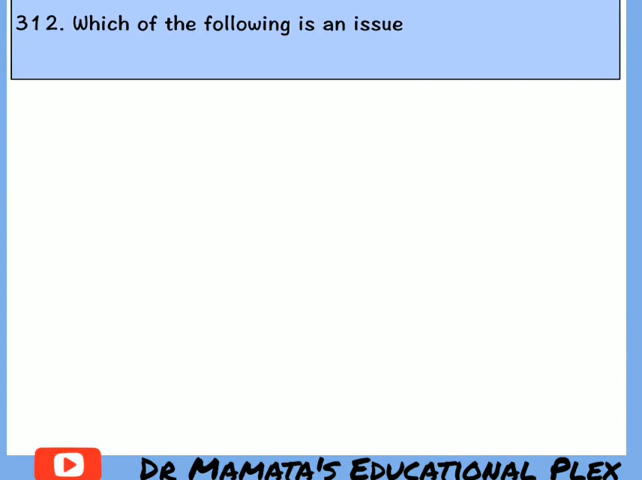 312. Which of the following is an issue
Dr Mamata's Educational Plex